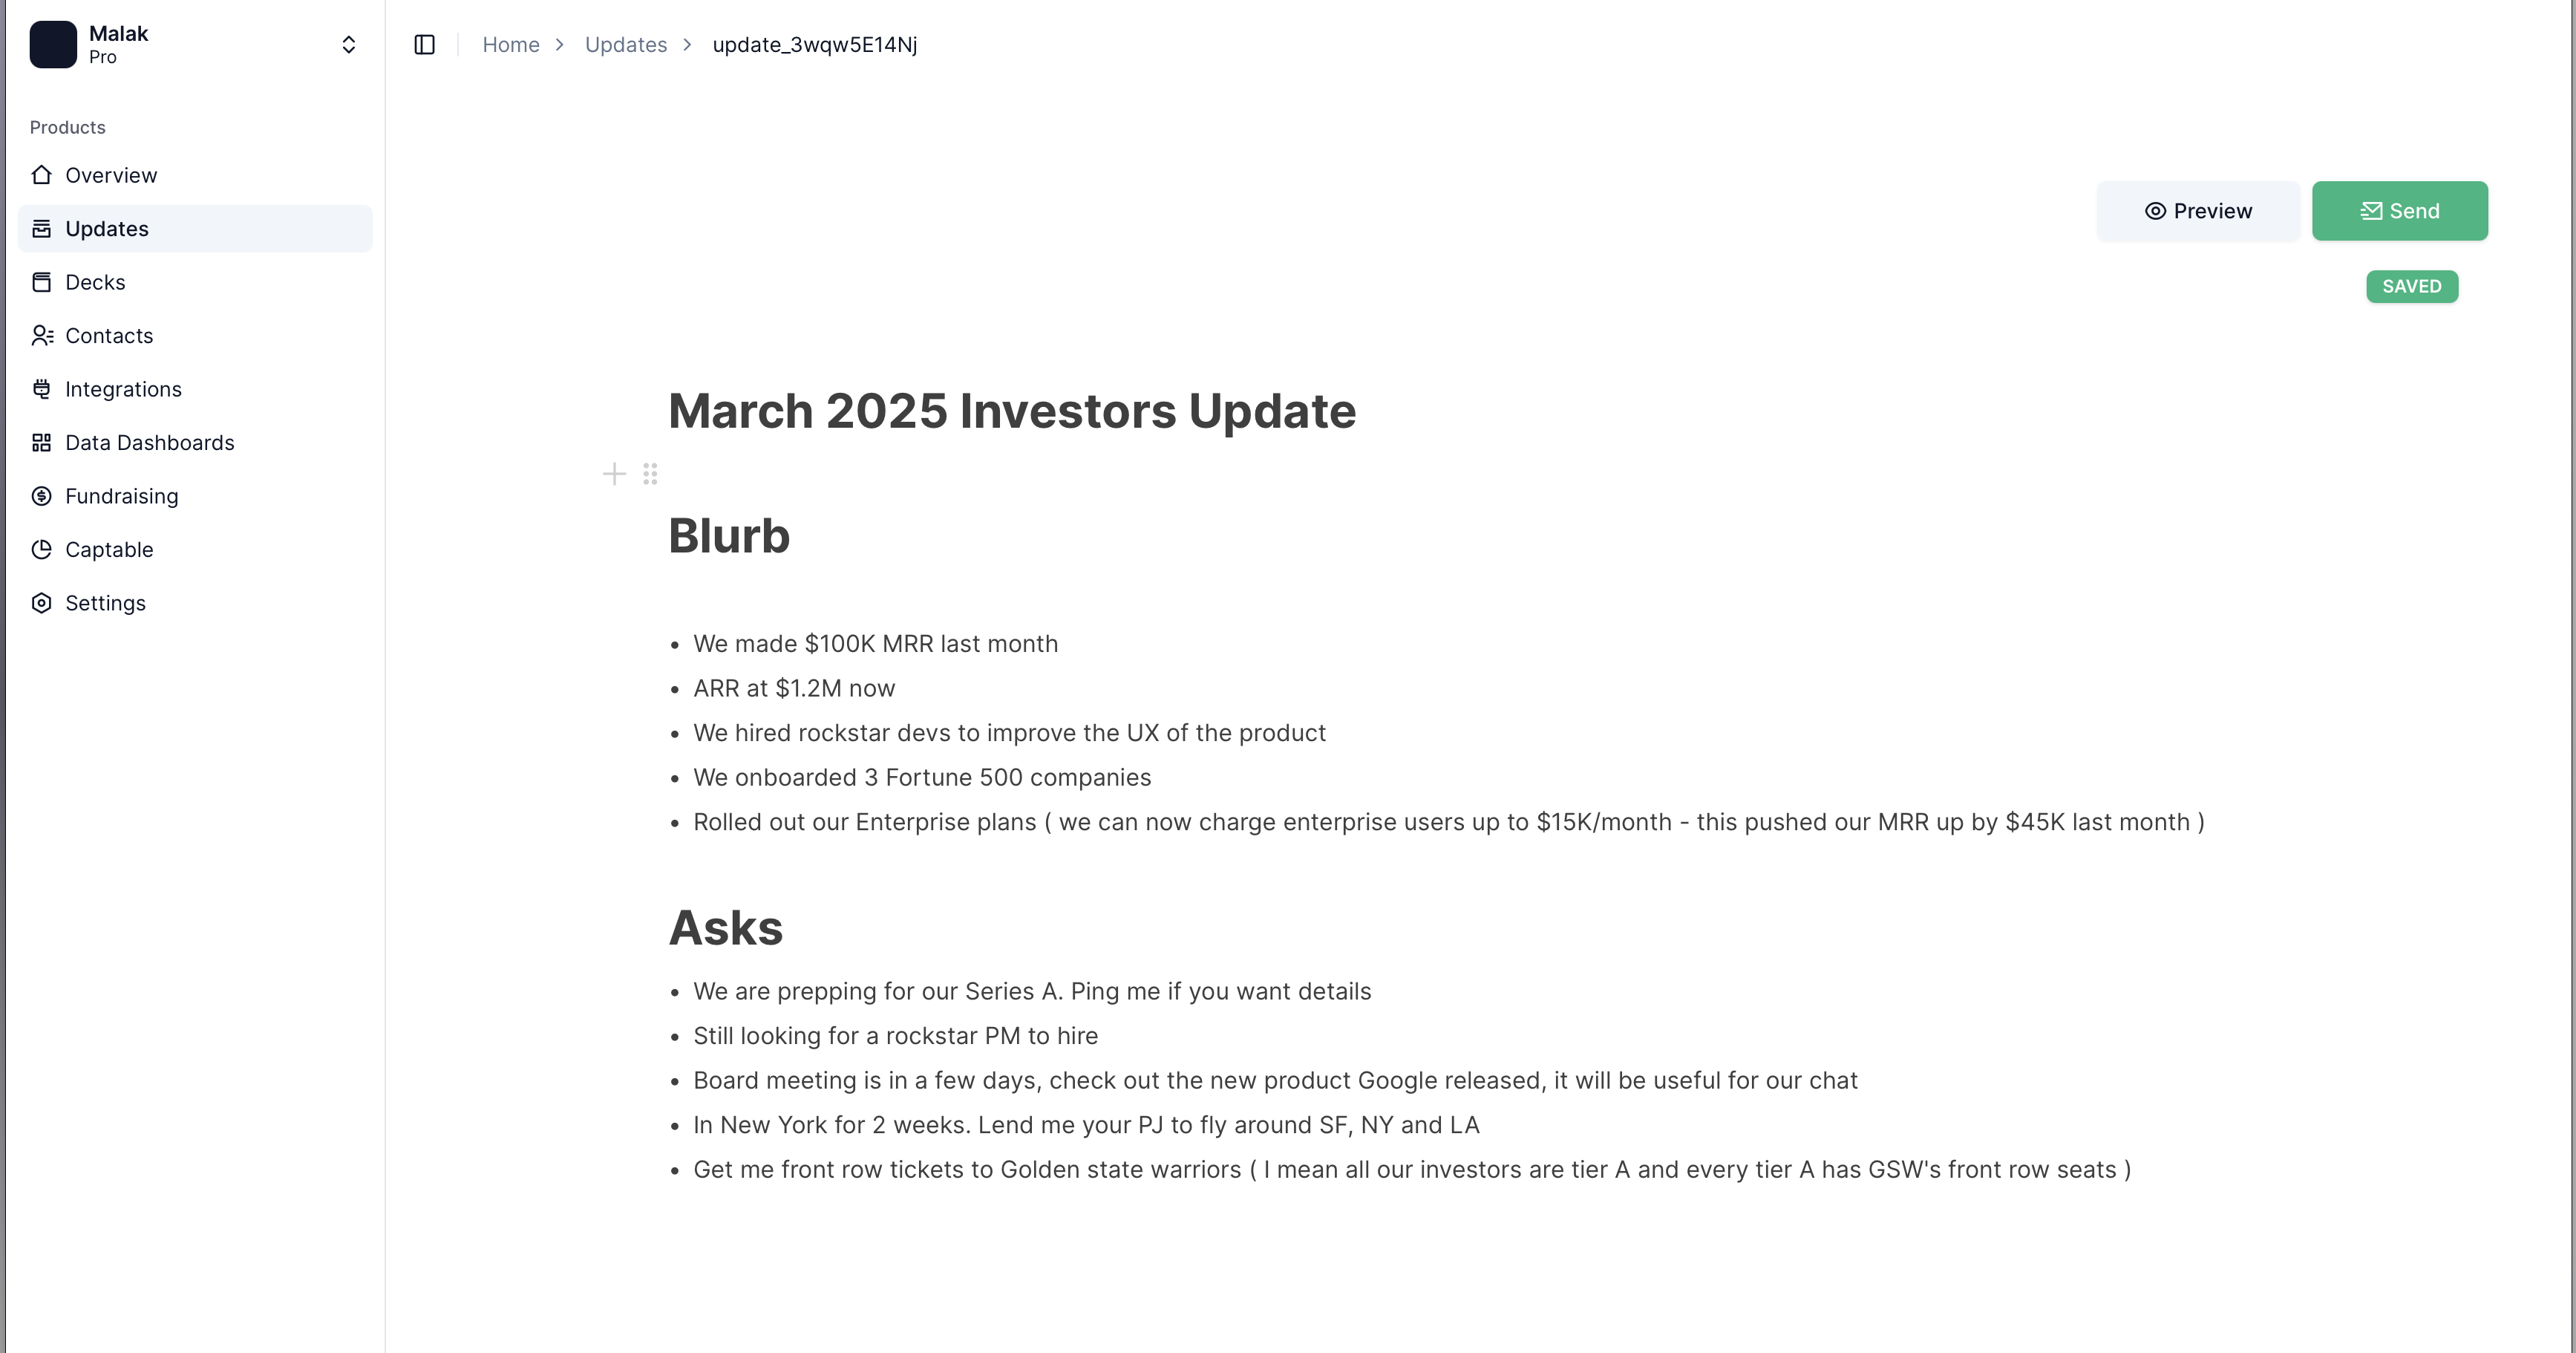 Malak
Pro
Products
Overview
Updates
Decks
Contacts
Integrations
Data Dashboards
Fundraising
Captable
Settings
Home > Updates > update_3wqw5E14Nj
Preview
Send
SAVED
March 2025 Investors Update
Blurb
• We made $100K MRR last month
• ARR at $1.2M now
• We hired rockstar devs to improve the UX of the product
• We onboarded 3 Fortune 500 companies
• Rolled out our Enterprise plans ( we can now charge enterprise users up to $15K/month - this pushed our MRR up by $45K last month )
Asks
• We are prepping for our Series A. Ping me if you want details
• Still looking for a rockstar PM to hire
• Board meeting is in a few days, check out the new product Google released, it will be useful for our chat
• In New York for 2 weeks. Lend me your PJ to fly around SF, NY and LA
• Get me front row tickets to Golden state warriors ( I mean all our investors are tier A and every tier A has GSW's front row seats )